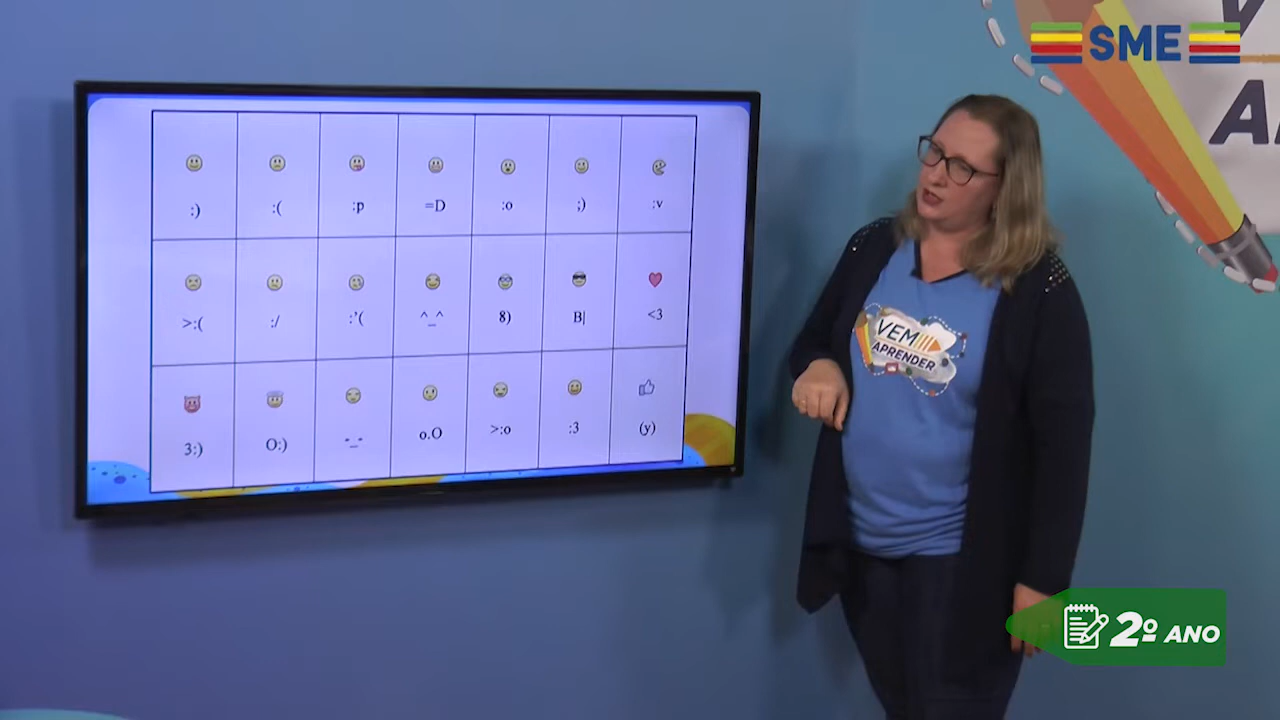 SME
:)
:(
:p
=D
:o
;)
:v
>:(
:/
:'(
^_^
8)
B|
<3
3:)
O:)
-_-
o.O
>:o
:3
(y)
VEM
APRENDER
2º ANO